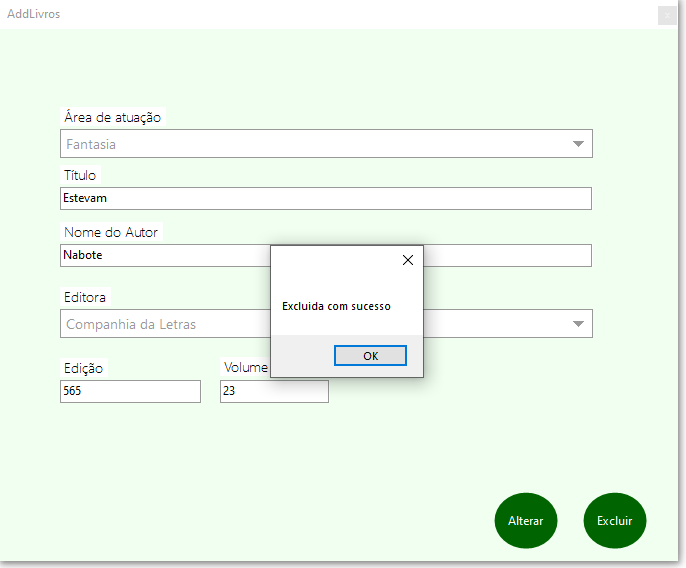 AddLivros
Área de atuação
Fantasia
Título
Estevam
Nome do Autor
Nabote
Editora
Companhia da Letras
Edição
Volume
565
23
Excluida com sucesso
OK
Alterar
Excluir